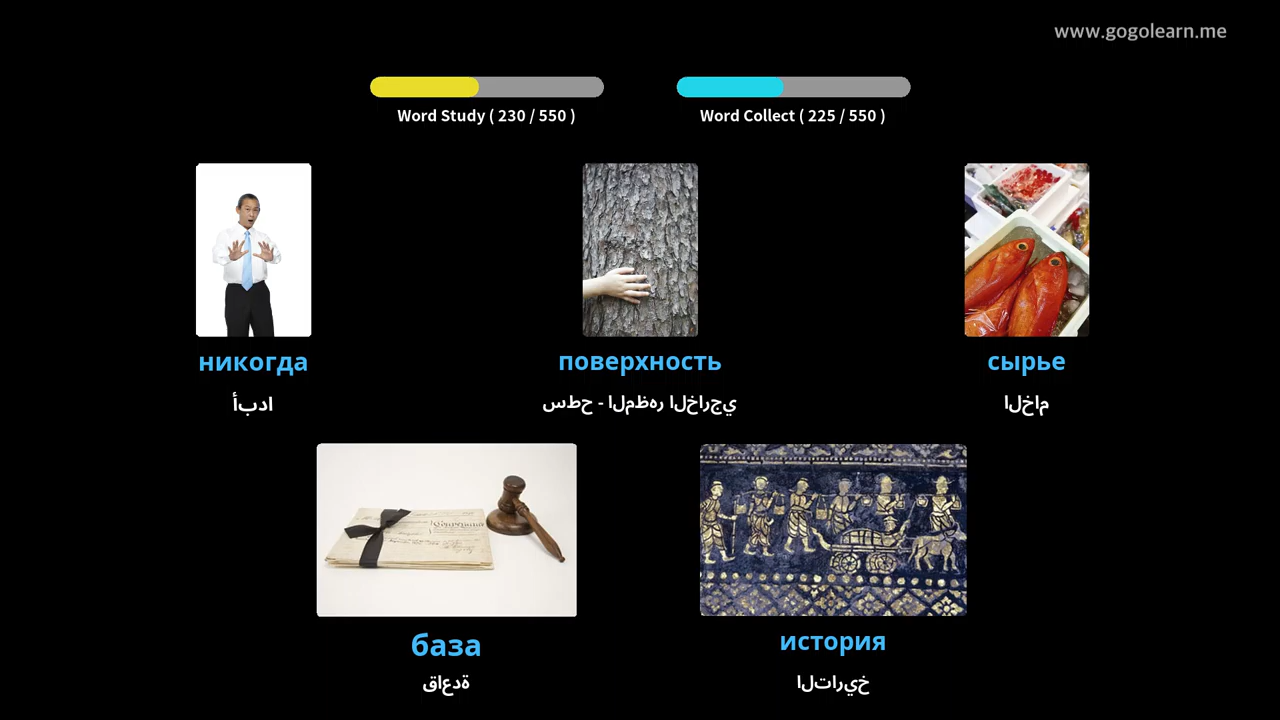 www.gogolearn.me
Word Study ( 230 / 550 )
Word Collect ( 225 / 550 )
никогда
поверхность
сырье
أبدا
سطح - المظهر الخارجي
الخام
база
история
قاعدة
التاريخ